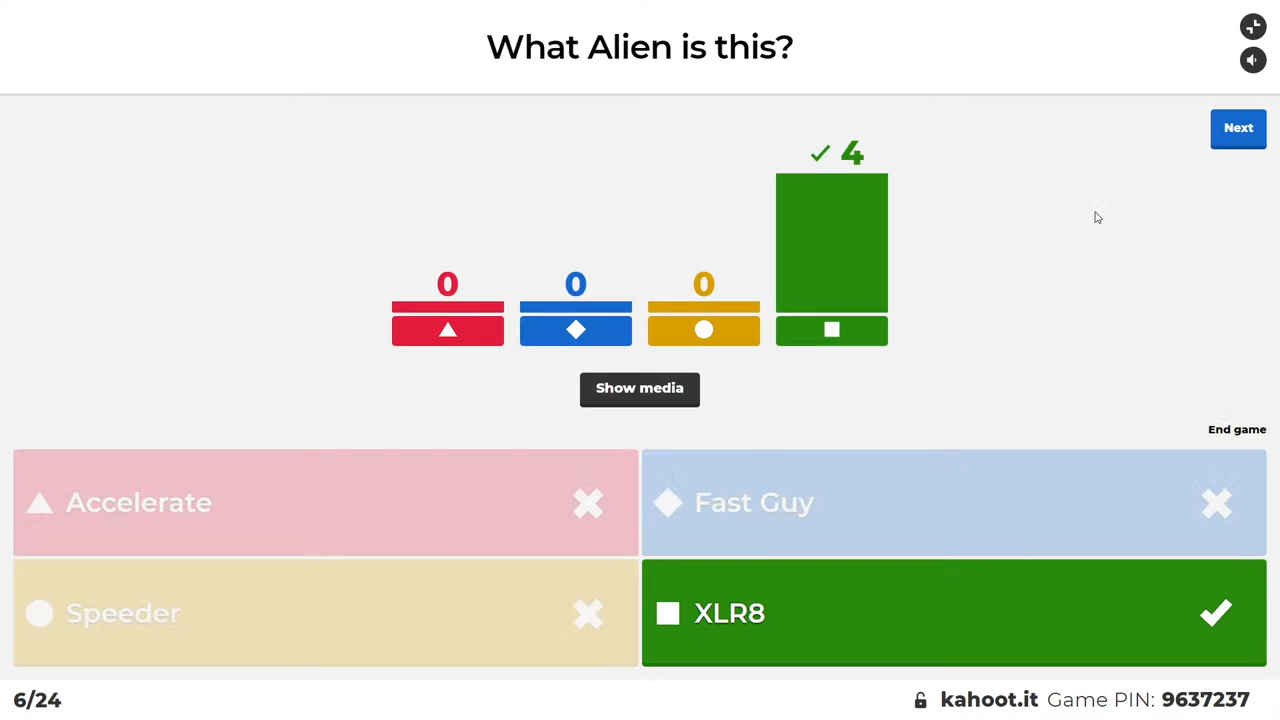 What Alien is this?
Next
4
0
0
0
Show media
End game
Accelerate
Fast Guy
Speeder
XLR8
6/24
kahoot.it Game PIN: 9637237